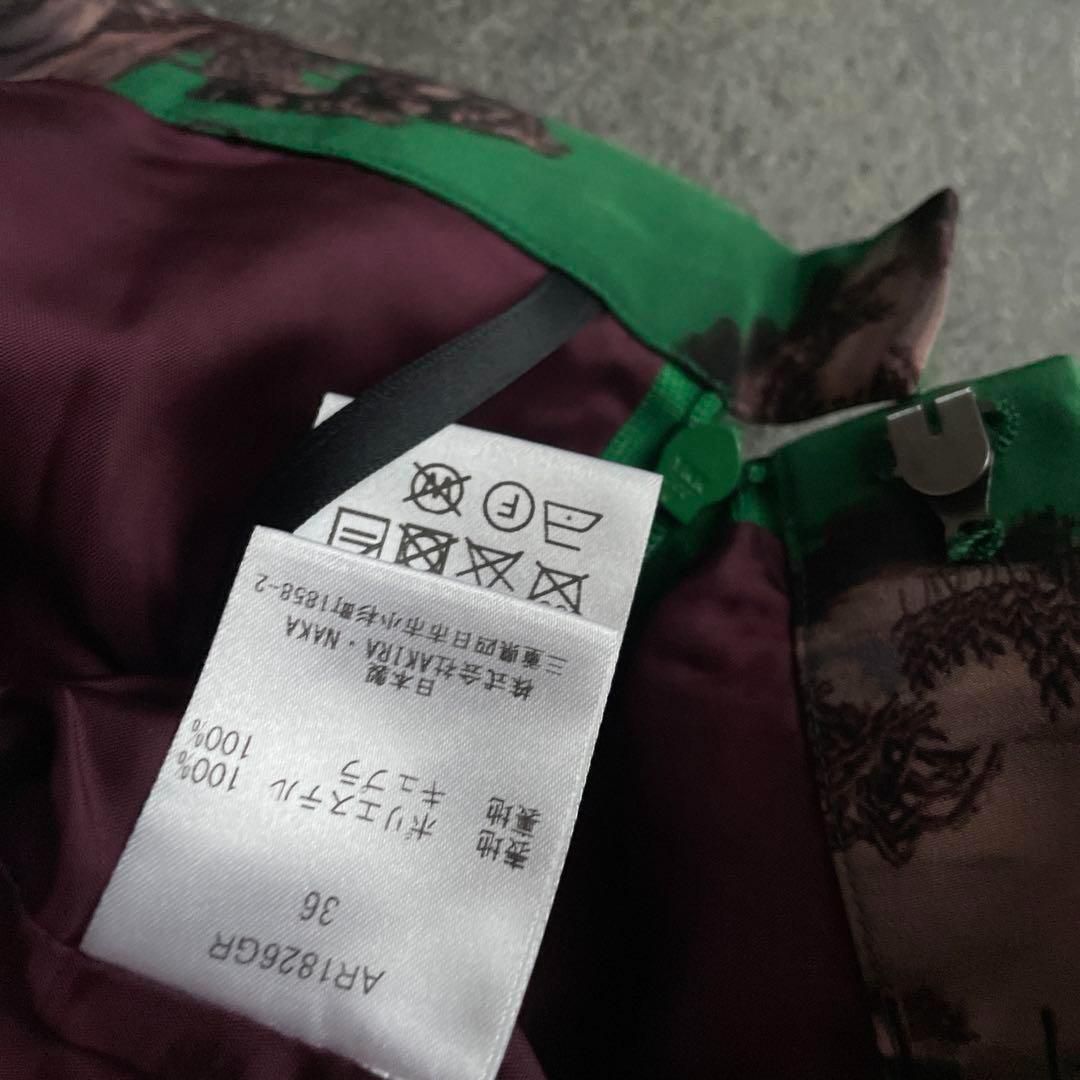 AR1826GR
36
表地 ポリエステル 100%
裏地 キュプラ 100%
日本製
株式会社AKIRA・NAKA
三重県四日市市小杉町1858-2
F
W